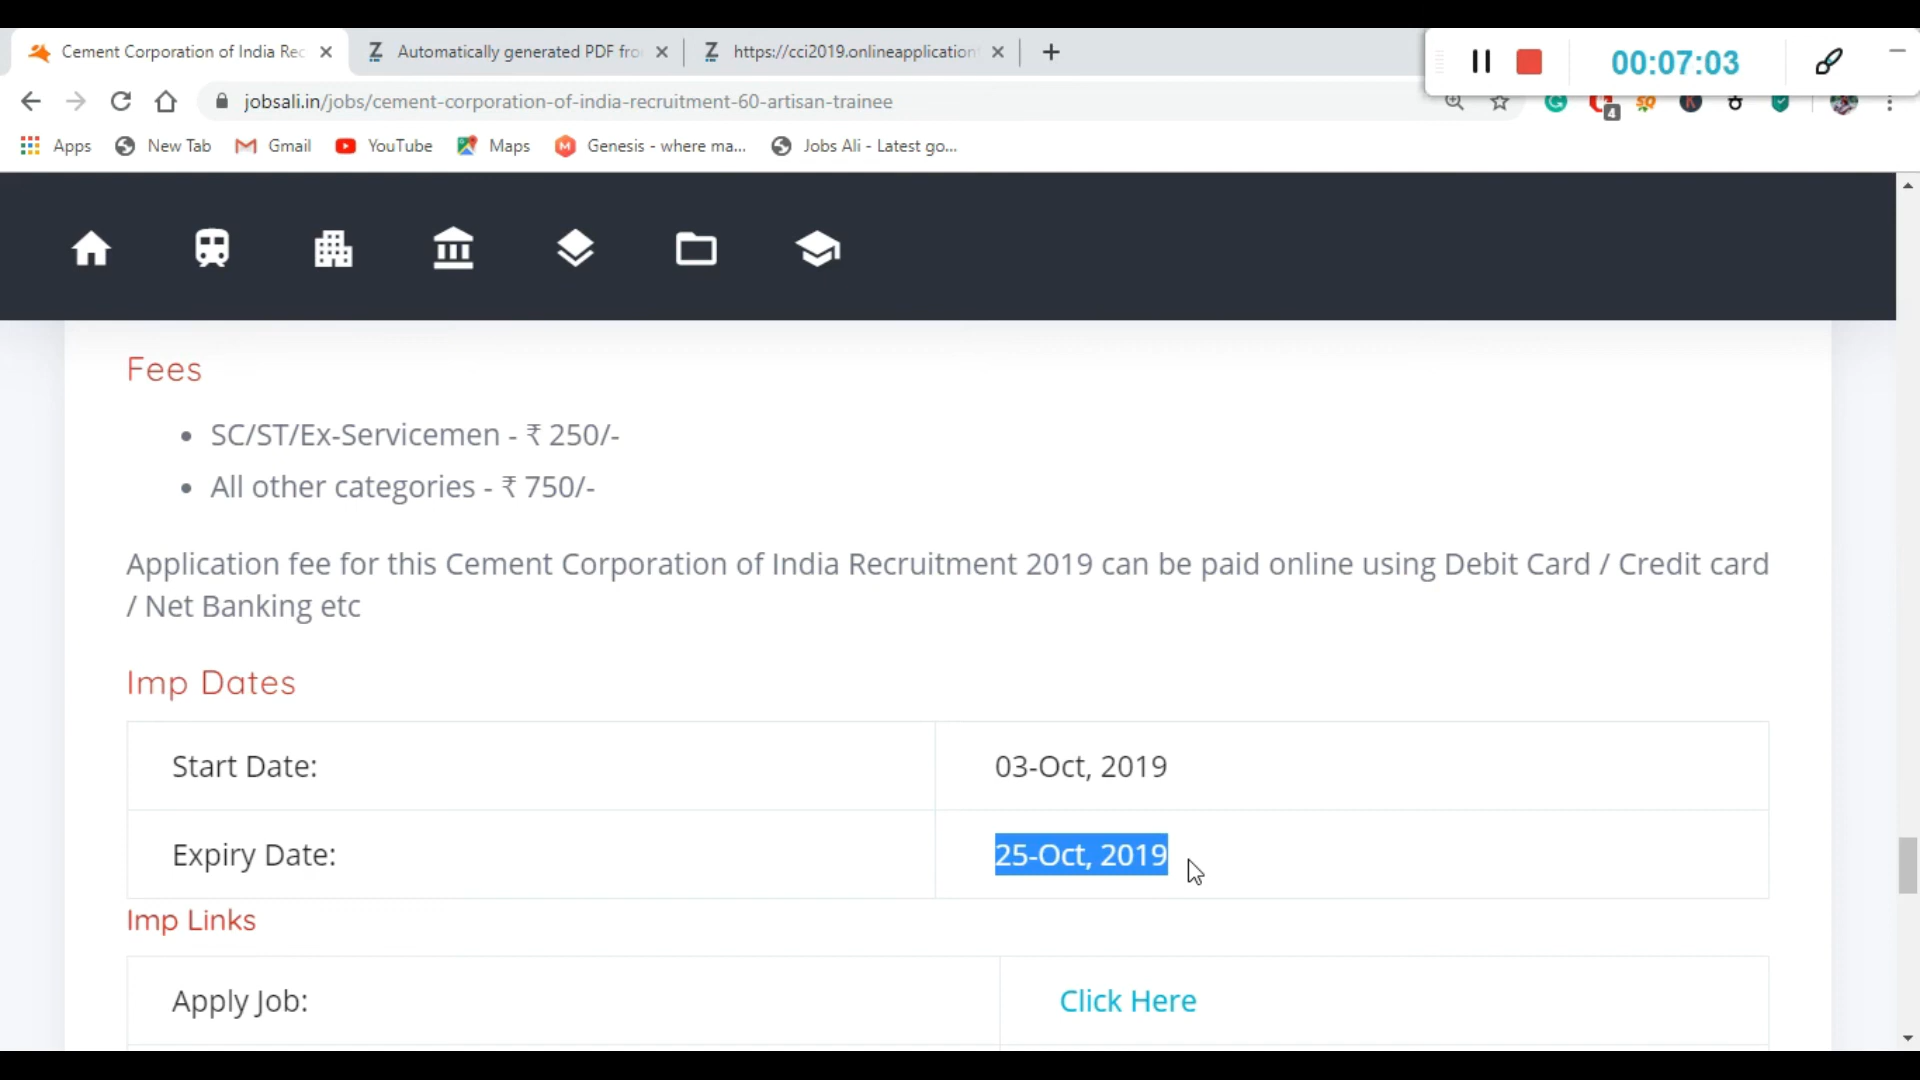 Cement Corporation of India Rec
Automatically generated PDF fro
https://cci2019.onlineapplication
00:07:03
jobsali.in/jobs/cement-corporation-of-india-recruitment-60-artisan-trainee
4
Apps
New Tab
Gmail
YouTube
Maps
Genesis - where ma...
Jobs Ali - Latest go...
Fees
• SC/ST/Ex-Servicemen - ₹ 250/-
• All other categories - ₹ 750/-
Application fee for this Cement Corporation of India Recruitment 2019 can be paid online using Debit Card / Credit card
/ Net Banking etc
Imp Dates
Start Date: 03-Oct, 2019
Expiry Date: 25-Oct, 2019
Imp Links
Apply Job: Click Here